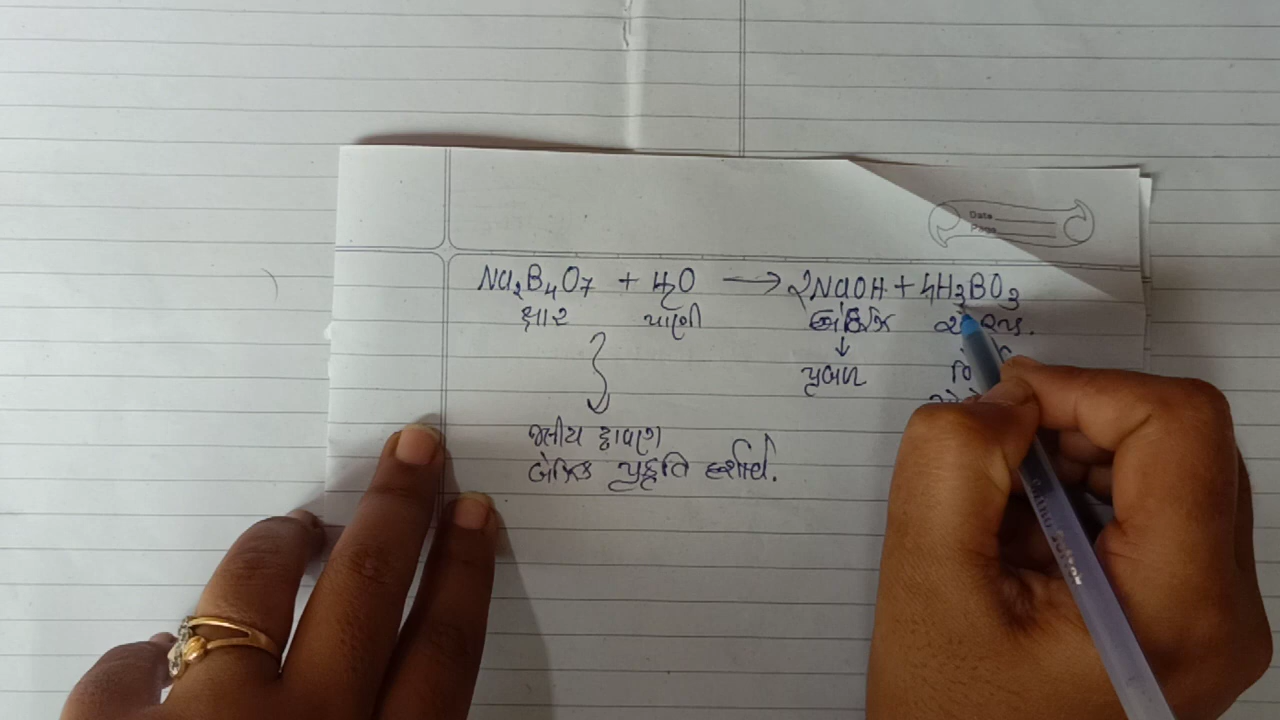 Date
Page
Na₂B₄O₇ + H₂O → 2NaOH + 4H₃BO₃
ક્ષાર પાણી
↓ ↓
પ્રબળ
જલીય દ્રાવણ
બેઝિક પ્રકૃતિ દર્શાવે.